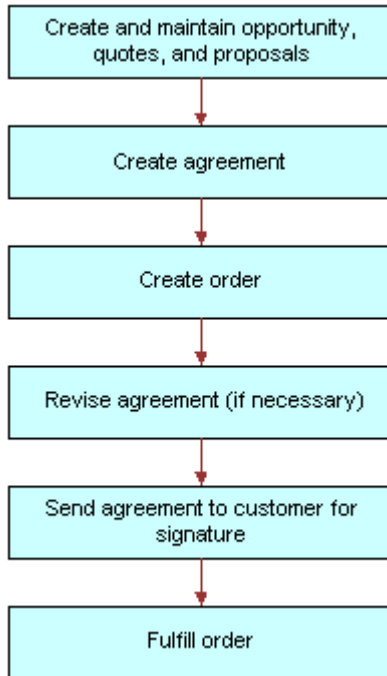 Create and maintain opportunity,
quotes, and proposals
Create agreement
Create order
Revise agreement (if necessary)
Send agreement to customer for
signature
Fulfill order